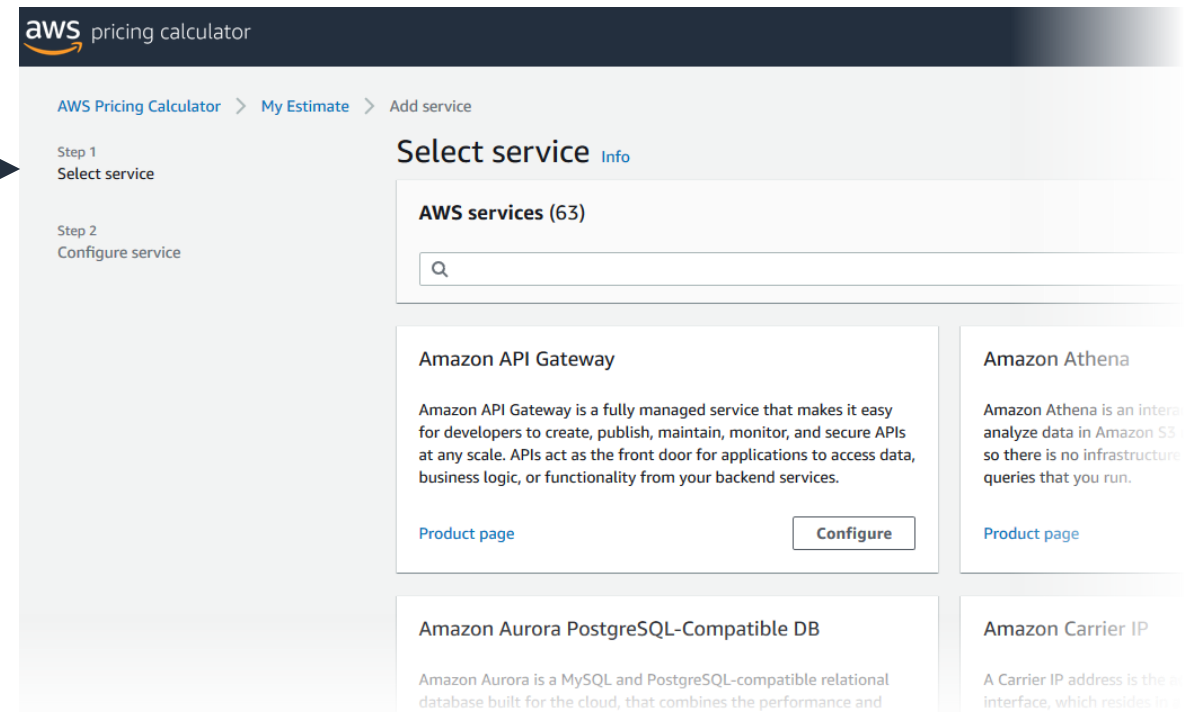 aws pricing calculator
AWS Pricing Calculator > My Estimate > Add service
Step 1
Select service
Step 2
Configure service
Select service Info
AWS services (63)
Amazon API Gateway
Amazon API Gateway is a fully managed service that makes it easy
for developers to create, publish, maintain, monitor, and secure APIs
at any scale. APIs act as the front door for applications to access data,
business logic, or functionality from your backend services.
Product page
Configure
Amazon Athena
Amazon Athena is an
analyze data in Amazon S3
so there is no infrastructure
queries that you run.
Product page
Amazon Aurora PostgreSQL-Compatible DB
Amazon Aurora is a MySQL and PostgreSQL-compatible relational
database built for the cloud, that combines the performance and
Amazon Carrier IP
A Carrier IP address is the
interface, which resides in